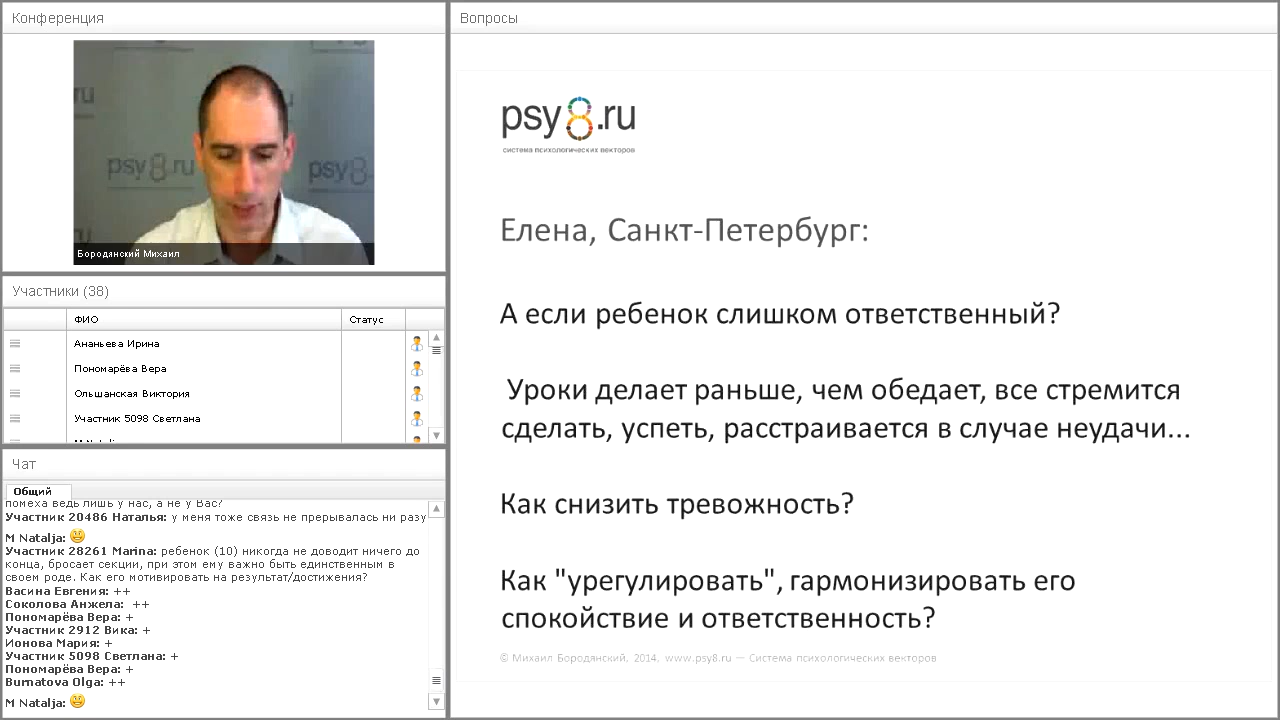 Конференция
psy8.ru
psy8.ru
Бородянский Михаил
Участники (38)
ФИО
Статус
Ананьева Ирина
Пономарёва Вера
Ольшанская Виктория
Участник 5098 Светлана
Чат
Общий
помеха ведь лишь у нас, а не у Вас?
Участник 20486 Наталья: у меня тоже связь не прерывалась ни разу
M Natalja:
Участник 28261 Marina: ребенок (10) никогда не доводит ничего до
конца, бросает секции, при этом ему важно быть единственным в
своем роде. Как его мотивировать на результат/достижения?
Васина Евгения: ++
Соколова Анжела: ++
Пономарёва Вера: +
Участник 2912 Вика: +
Ионова Мария: +
Участник 5098 Светлана: +
Пономарёва Вера: +
Burnatova Olga: ++
M Natalja:
Вопросы
psy8.ru
система психологических векторов
Елена, Санкт-Петербург:
А если ребенок слишком ответственный?
Уроки делает раньше, чем обедает, все стремится
сделать, успеть, расстраивается в случае неудачи...
Как снизить тревожность?
Как "урегулировать", гармонизировать его
спокойствие и ответственность?
© Михаил Бородянский, 2014, www.psy8.ru — Система психологических векторов